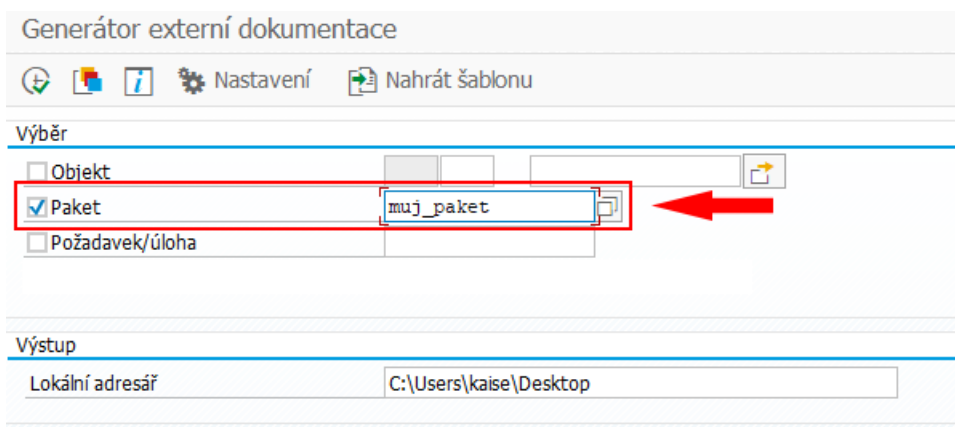 Generátor externí dokumentace
Nastavení Nahrát šablonu
Výběr
Objekt
Paket muj_paket
Požadavek/úloha
Výstup
Lokální adresář C:\Users\kaise\Desktop